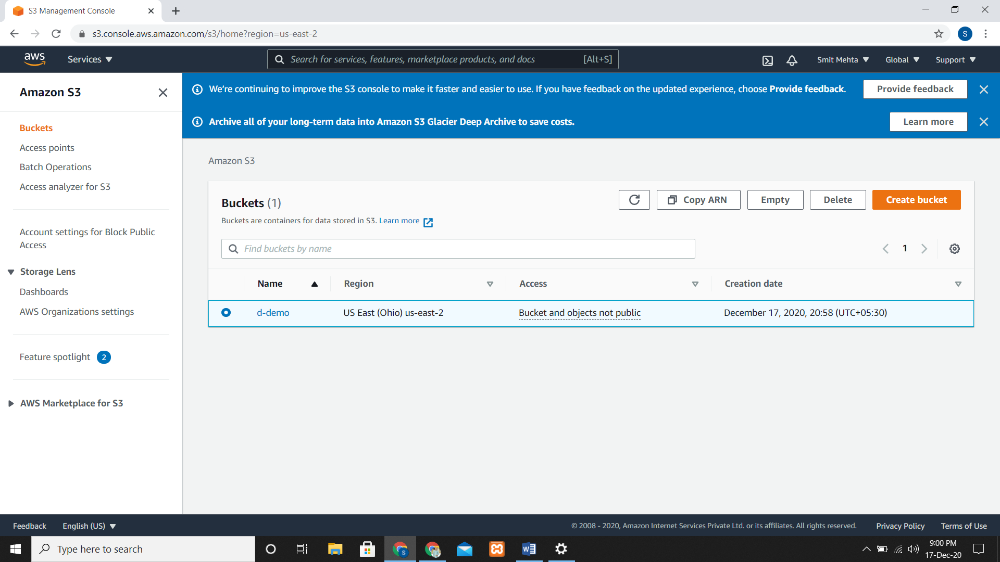 S3 Management Console
s3.console.aws.amazon.com/s3/home?region=us-east-2
S
aws
Services
Search for services, features, marketplace products, and docs [Alt+S]
Smit Mehta
Global
Support
Amazon S3
Buckets
Access points
Batch Operations
Access analyzer for S3
Account settings for Block Public
Access
Storage Lens
Dashboards
AWS Organizations settings
Feature spotlight 2
AWS Marketplace for S3
We're continuing to improve the S3 console to make it faster and easier to use. If you have feedback on the updated experience, choose Provide feedback.
Provide feedback
Archive all of your long-term data into Amazon S3 Glacier Deep Archive to save costs.
Learn more
Amazon S3
Buckets (1)
Copy ARN
Empty
Delete
Create bucket
Buckets are containers for data stored in S3. Learn more
Find buckets by name
1
Name Region Access Creation date
d-demo US East (Ohio) us-east-2 Bucket and objects not public December 17, 2020, 20:58 (UTC+05:30)
Feedback English (US)
© 2008 - 2020, Amazon Internet Services Private Ltd. or its affiliates. All rights reserved. Privacy Policy Terms of Use
Type here to search
S
W
9:00 PM
17-Dec-20